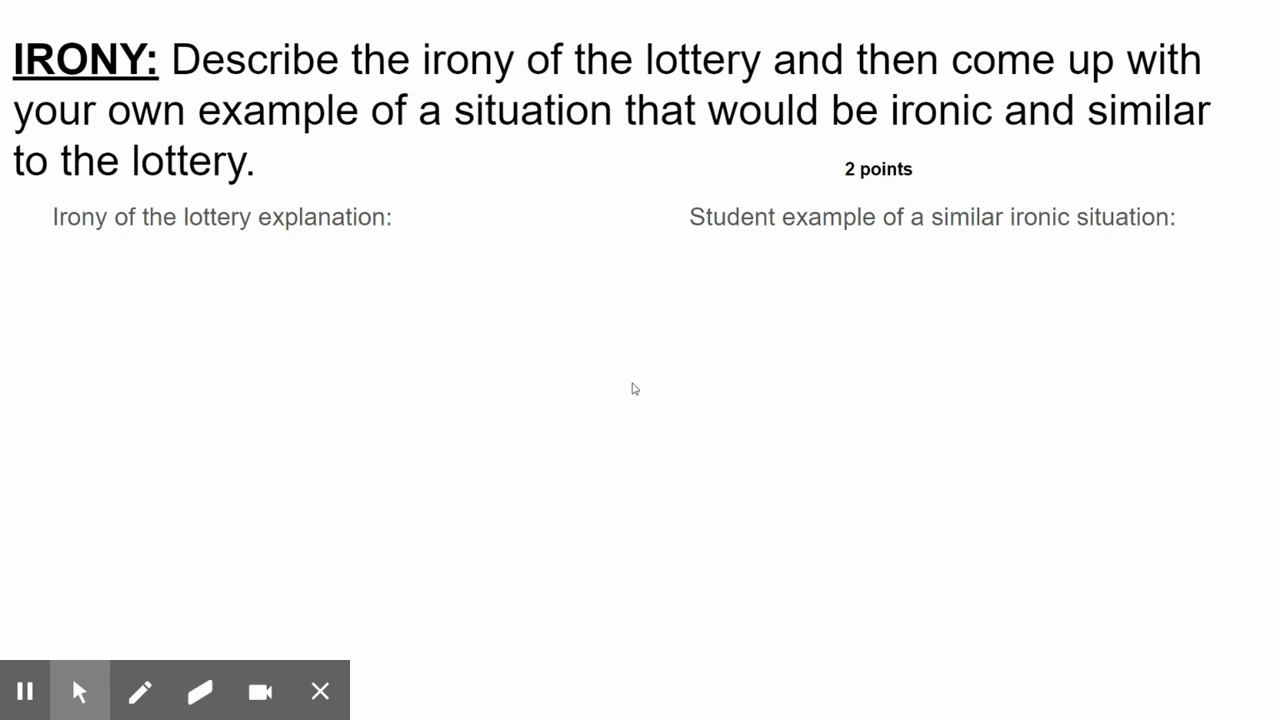 IRONY: Describe the irony of the lottery and then come up with
your own example of a situation that would be ironic and similar
to the lottery.
2 points
Irony of the lottery explanation:
Student example of a similar ironic situation: